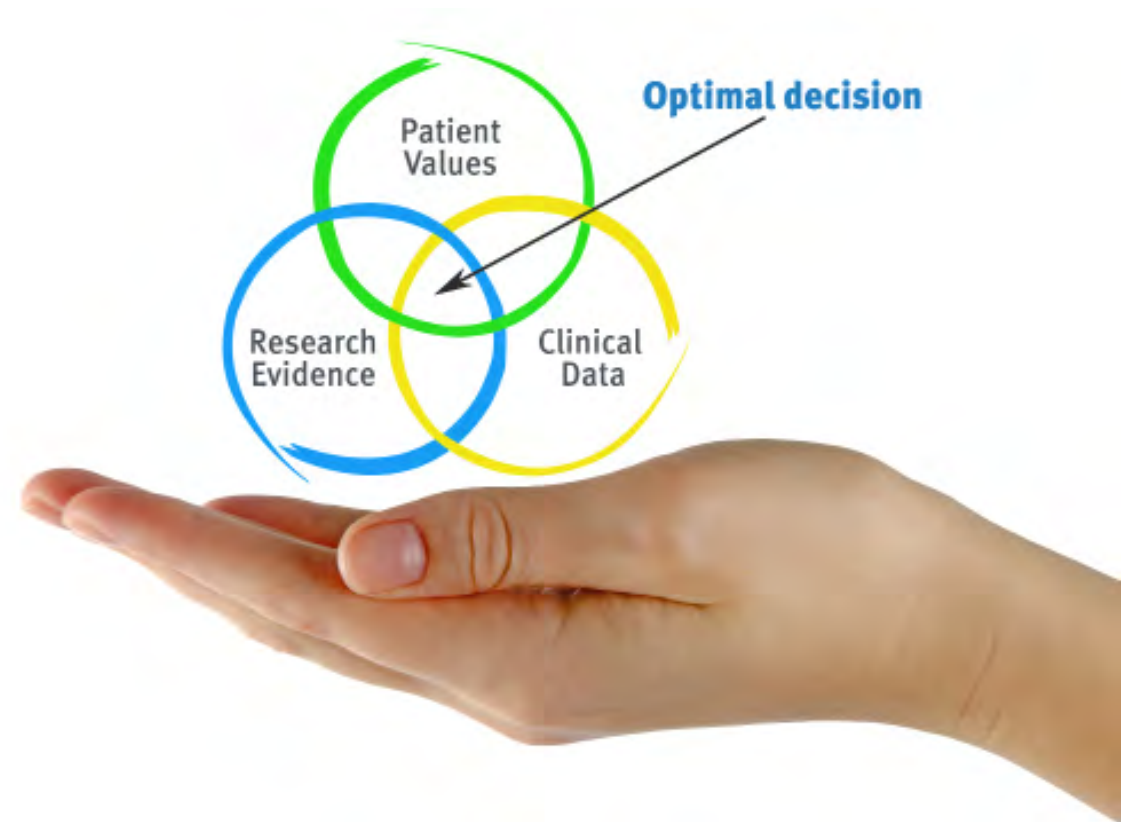 Optimal decision
Patient
Values
Research
Evidence
Clinical
Data